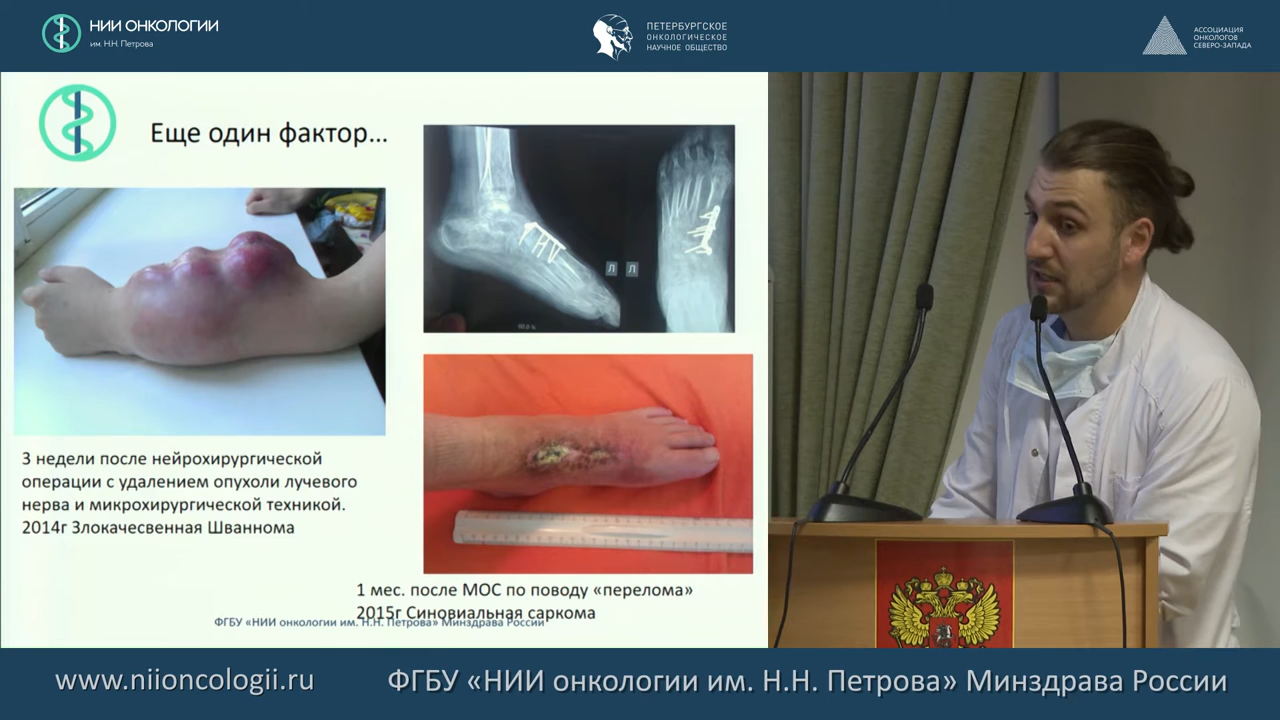 НИИ ОНКОЛОГИИ
им. Н.Н. Петрова
ПЕТЕРБУРГСКОЕ
ОНКОЛОГИЧЕСКОЕ
НАУЧНОЕ ОБЩЕСТВО
АССОЦИАЦИЯ
ОНКОЛОГОВ
СЕВЕРО-ЗАПАДА
Еще один фактор...
Л Л
3 недели после нейрохирургической
операции с удалением опухоли лучевого
нерва и микрохирургической техникой.
2014г Злокачесвенная Шваннома
1 мес. после МОС по поводу «перелома»
2015г Синовиальная саркома
ФГБУ «НИИ онкологии им. Н.Н. Петрова» Минздрава России
www.niioncologii.ru
ФГБУ «НИИ онкологии им. Н.Н. Петрова» Минздрава России